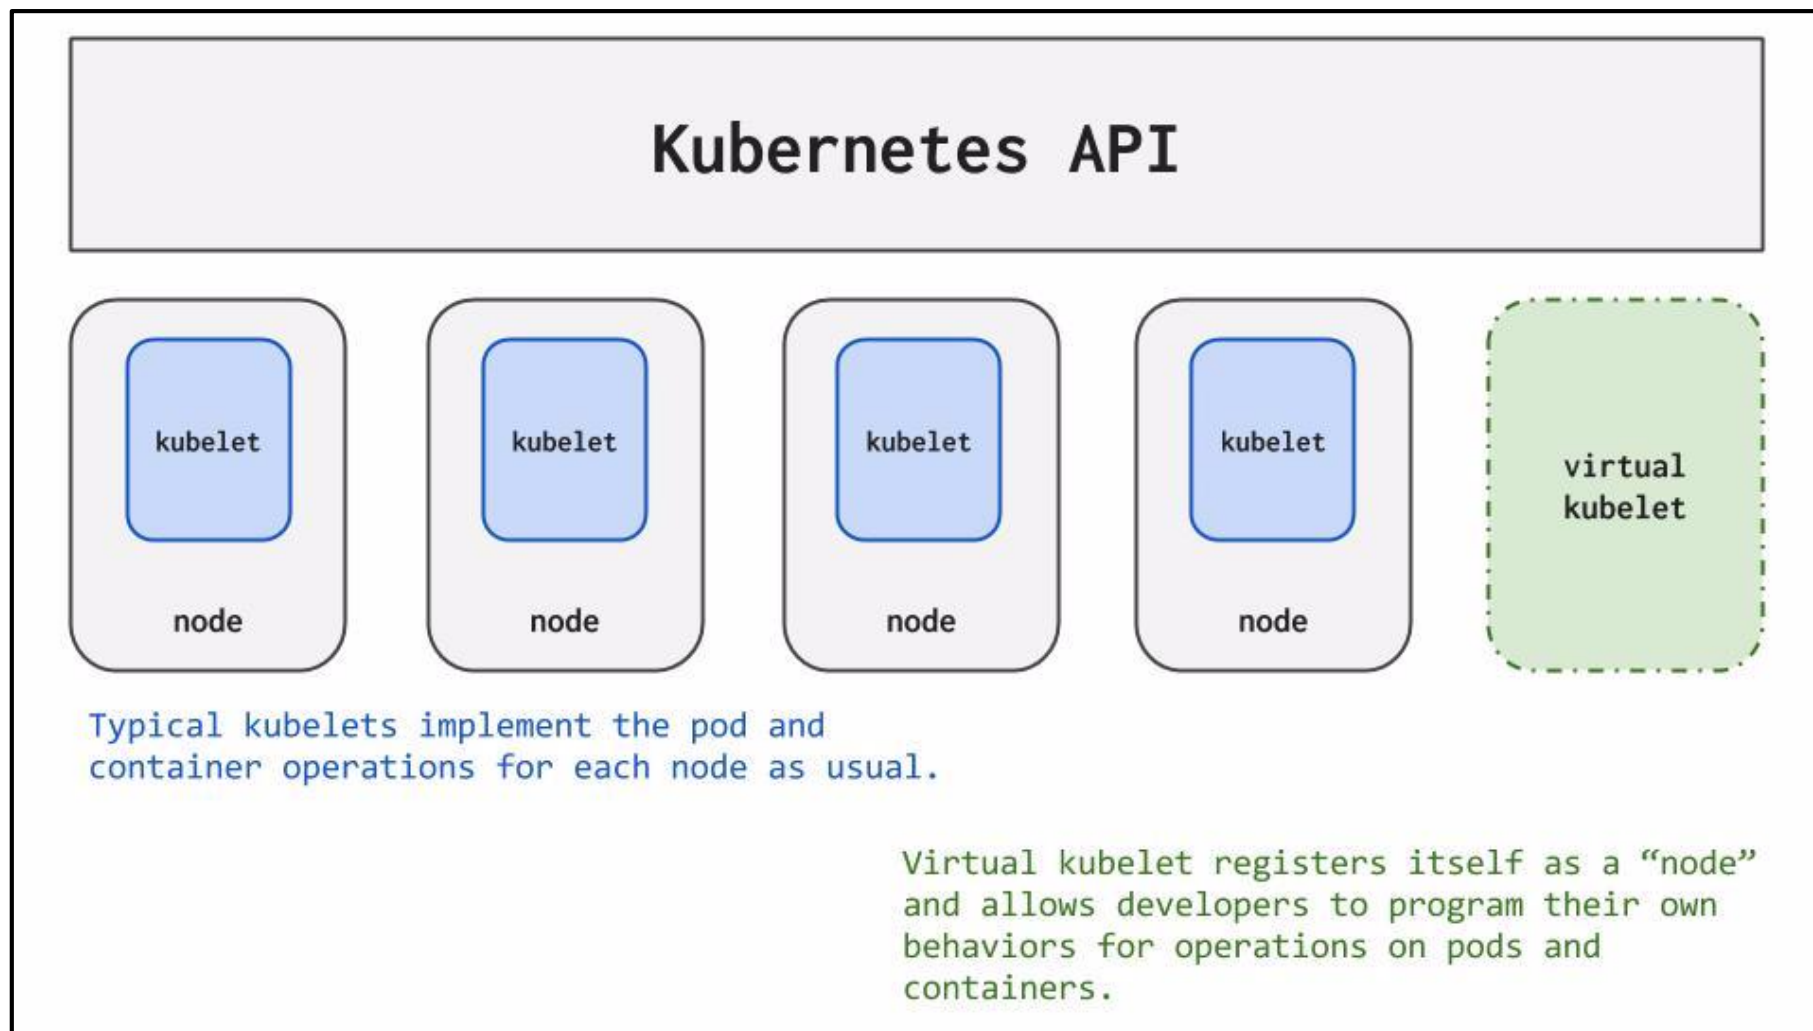 Kubernetes API
kubelet
node
kubelet
node
kubelet
node
kubelet
node
virtual
kubelet
Typical kubelets implement the pod and
container operations for each node as usual.
Virtual kubelet registers itself as a “node”
and allows developers to program their own
behaviors for operations on pods and
containers.